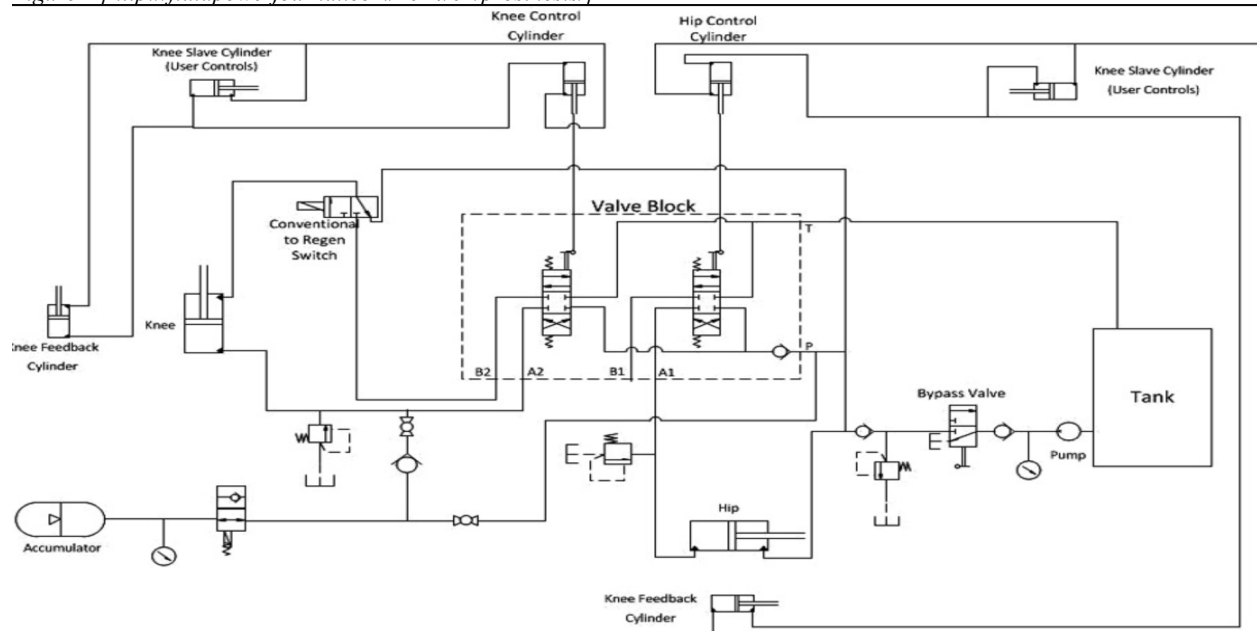 Knee Control
Cylinder
Hip Control
Cylinder
Knee Slave Cylinder
(User Controls)
Knee Slave Cylinder
(User Controls)
Valve Block
T
Conventional
to Regen
Switch
Knee
Knee Feedback
Cylinder
P
B2
A2
B1
A1
Bypass Valve
Tank
Pump
Hip
Accumulator
Knee Feedback
Cylinder